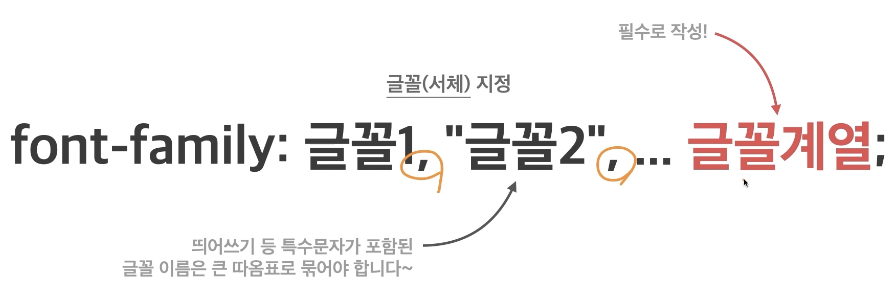 필수로 작성!
글꼴(서체) 지정
font-family: 글꼴1, "글꼴2", ... 글꼴계열;
띄어쓰기 등 특수문자가 포함된
글꼴 이름은 큰 따옴표로 묶어야 합니다~